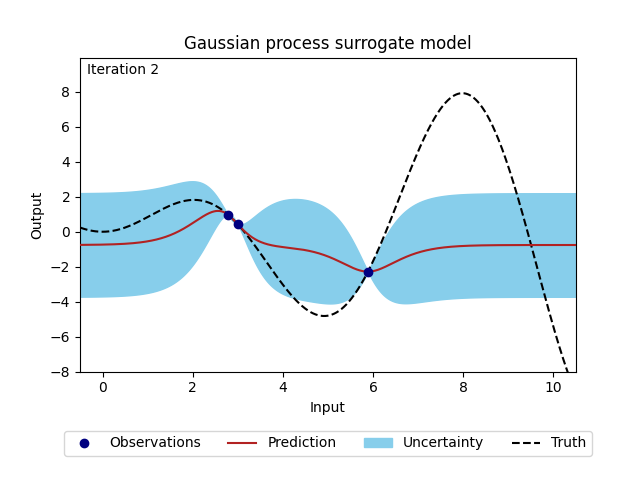 Gaussian process surrogate model
Iteration 2
Output
8
6
4
2
0
−2
−4
−6
−8
0 2 4 6 8 10
Input
Observations Prediction Uncertainty Truth